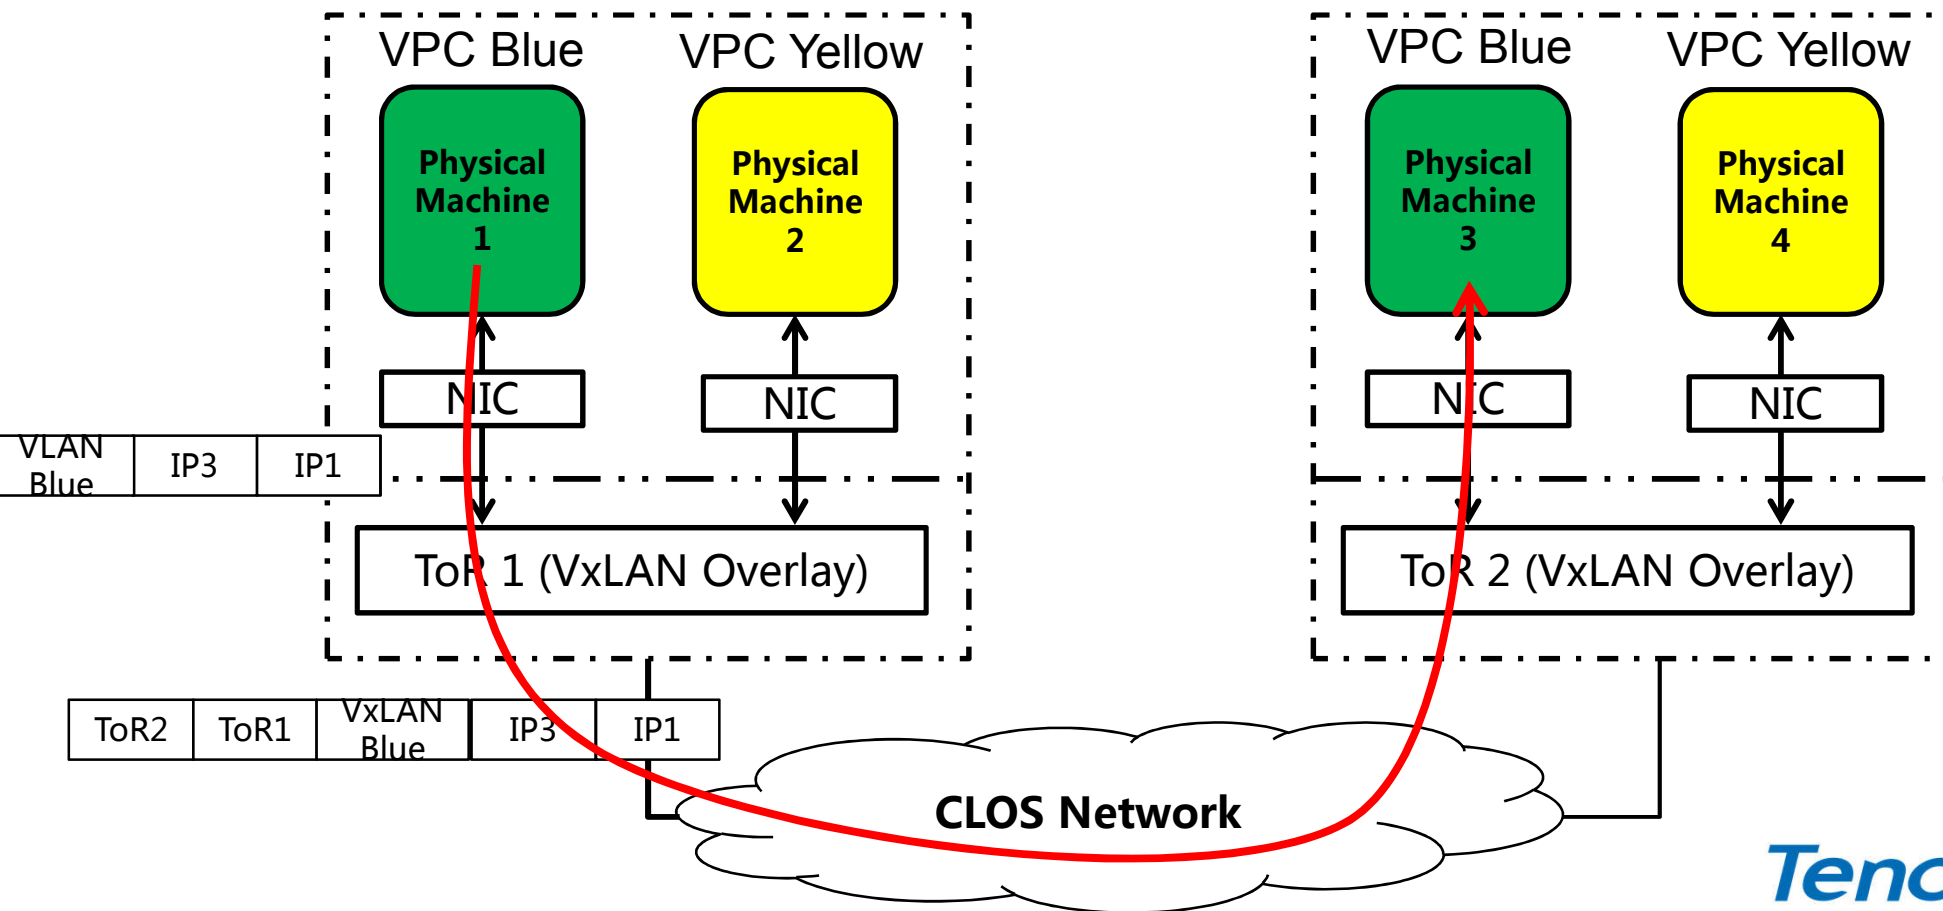 VPC Blue
VPC Yellow
Physical
Machine
1
Physical
Machine
2
NIC
NIC
VLAN
Blue
IP3
IP1
ToR 1 (VxLAN Overlay)
ToR2
ToR1
VxLAN
Blue
IP3
IP1
VPC Blue
VPC Yellow
Physical
Machine
3
Physical
Machine
4
NIC
NIC
ToR 2 (VxLAN Overlay)
CLOS Network